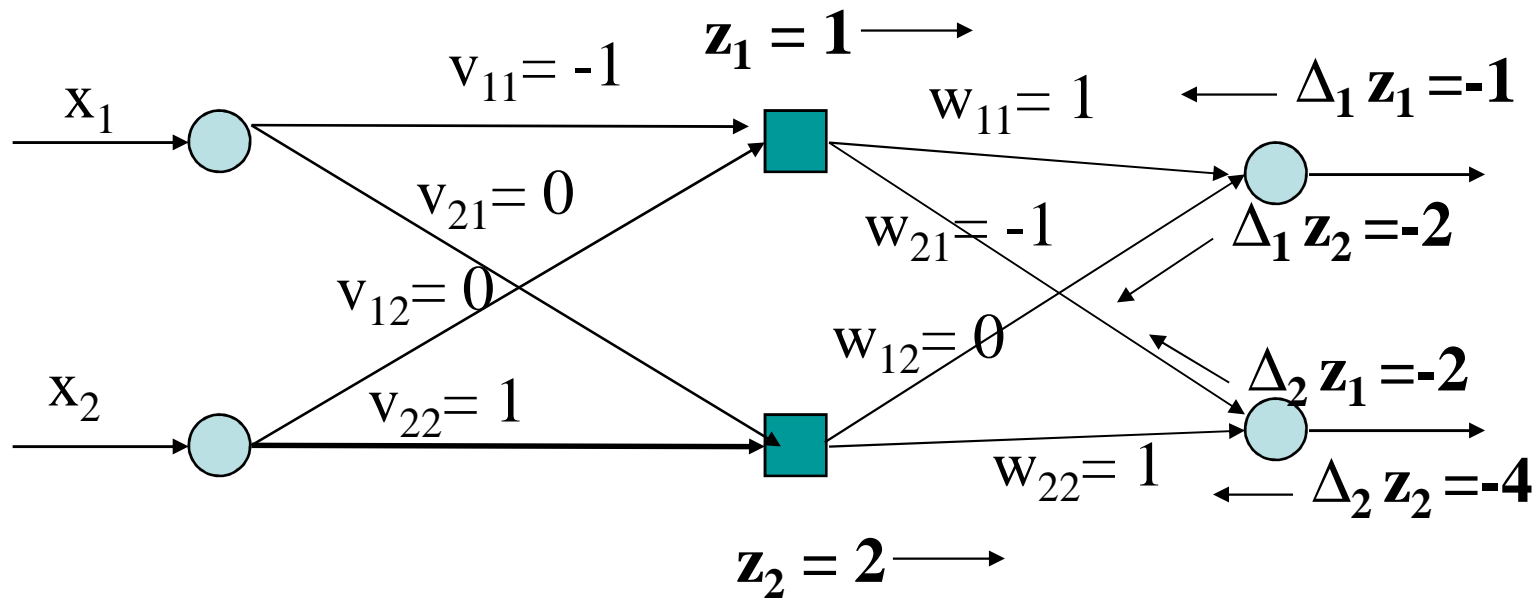 z₁ = 1
v₁₁= -1
x₁
w₁₁= 1
Δ₁ z₁ =-1
v₂₁= 0
w₂₁= -1
Δ₁ z₂ =-2
v₁₂= 0
w₁₂= 0
x₂
v₂₂= 1
Δ₂ z₁ =-2
w₂₂= 1
Δ₂ z₂ =-4
z₂ = 2